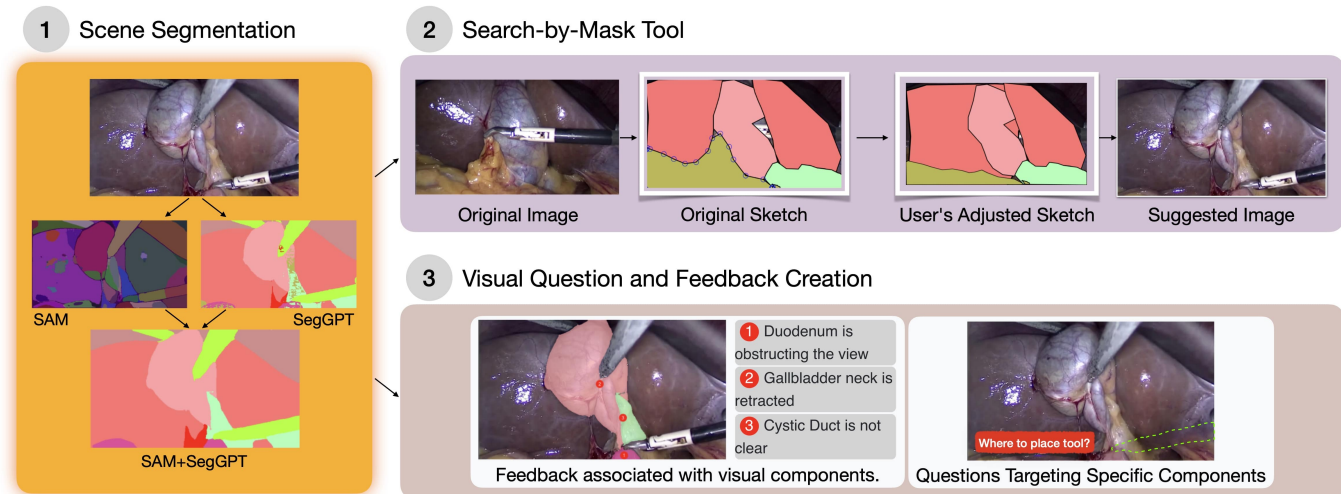 1 Scene Segmentation
SAM
SegGPT
SAM+SegGPT
2 Search-by-Mask Tool
Original Image
Original Sketch
User's Adjusted Sketch
Suggested Image
3 Visual Question and Feedback Creation
2
3
1
1 Duodenum is
obstructing the view
2 Gallbladder neck is
retracted
3 Cystic Duct is not
clear
Feedback associated with visual components.
Where to place tool?
Questions Targeting Specific Components